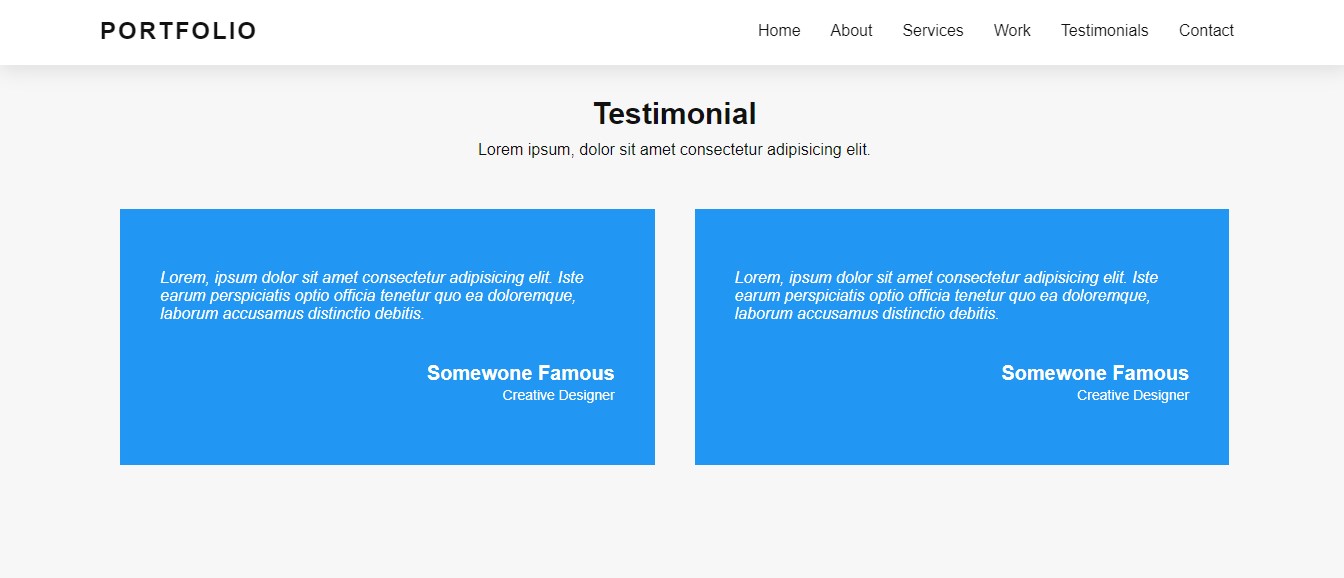 PORTFOLIO
Home About Services Work Testimonials Contact
Testimonial
Lorem ipsum, dolor sit amet consectetur adipisicing elit.
Lorem, ipsum dolor sit amet consectetur adipisicing elit. Iste
earum perspiciatis optio officia tenetur quo ea doloremque,
laborum accusamus distinctio debitis.
Somewone Famous
Creative Designer
Lorem, ipsum dolor sit amet consectetur adipisicing elit. Iste
earum perspiciatis optio officia tenetur quo ea doloremque,
laborum accusamus distinctio debitis.
Somewone Famous
Creative Designer